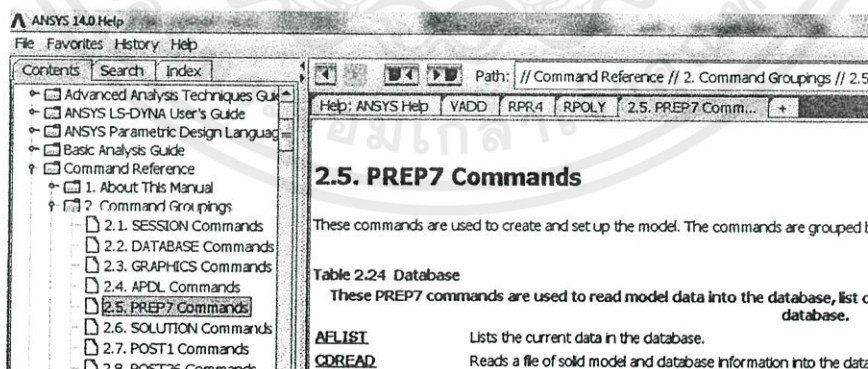 ANSYS 14.0 Help
File Favorites History Help
Contents Search Index
Path: // Command Reference // 2. Command Groupings // 2.5
Advanced Analysis Techniques Gui
ANSYS LS-DYNA User's Guide
ANSYS Parametric Design Languag
Basic Analysis Guide
Command Reference
1. About This Manual
2. Command Groupings
2.1. SESSION Commands
2.2. DATABASE Commands
2.3. GRAPHICS Commands
2.4. APDL Commands
2.5. PREP7 Commands
2.6. SOLUTION Commands
2.7. POST1 Commands
2.8. POST26 Commands
Help: ANSYS Help VADD RPR4 RPOLY 2.5. PREP7 Comm... +
2.5. PREP7 Commands
These commands are used to create and set up the model. The commands are grouped
Table 2.24 Database
These PREP7 commands are used to read model data into the database, list
database.
AFLIST Lists the current data in the database.
CDREAD Reads a file of solid model and database information into the data